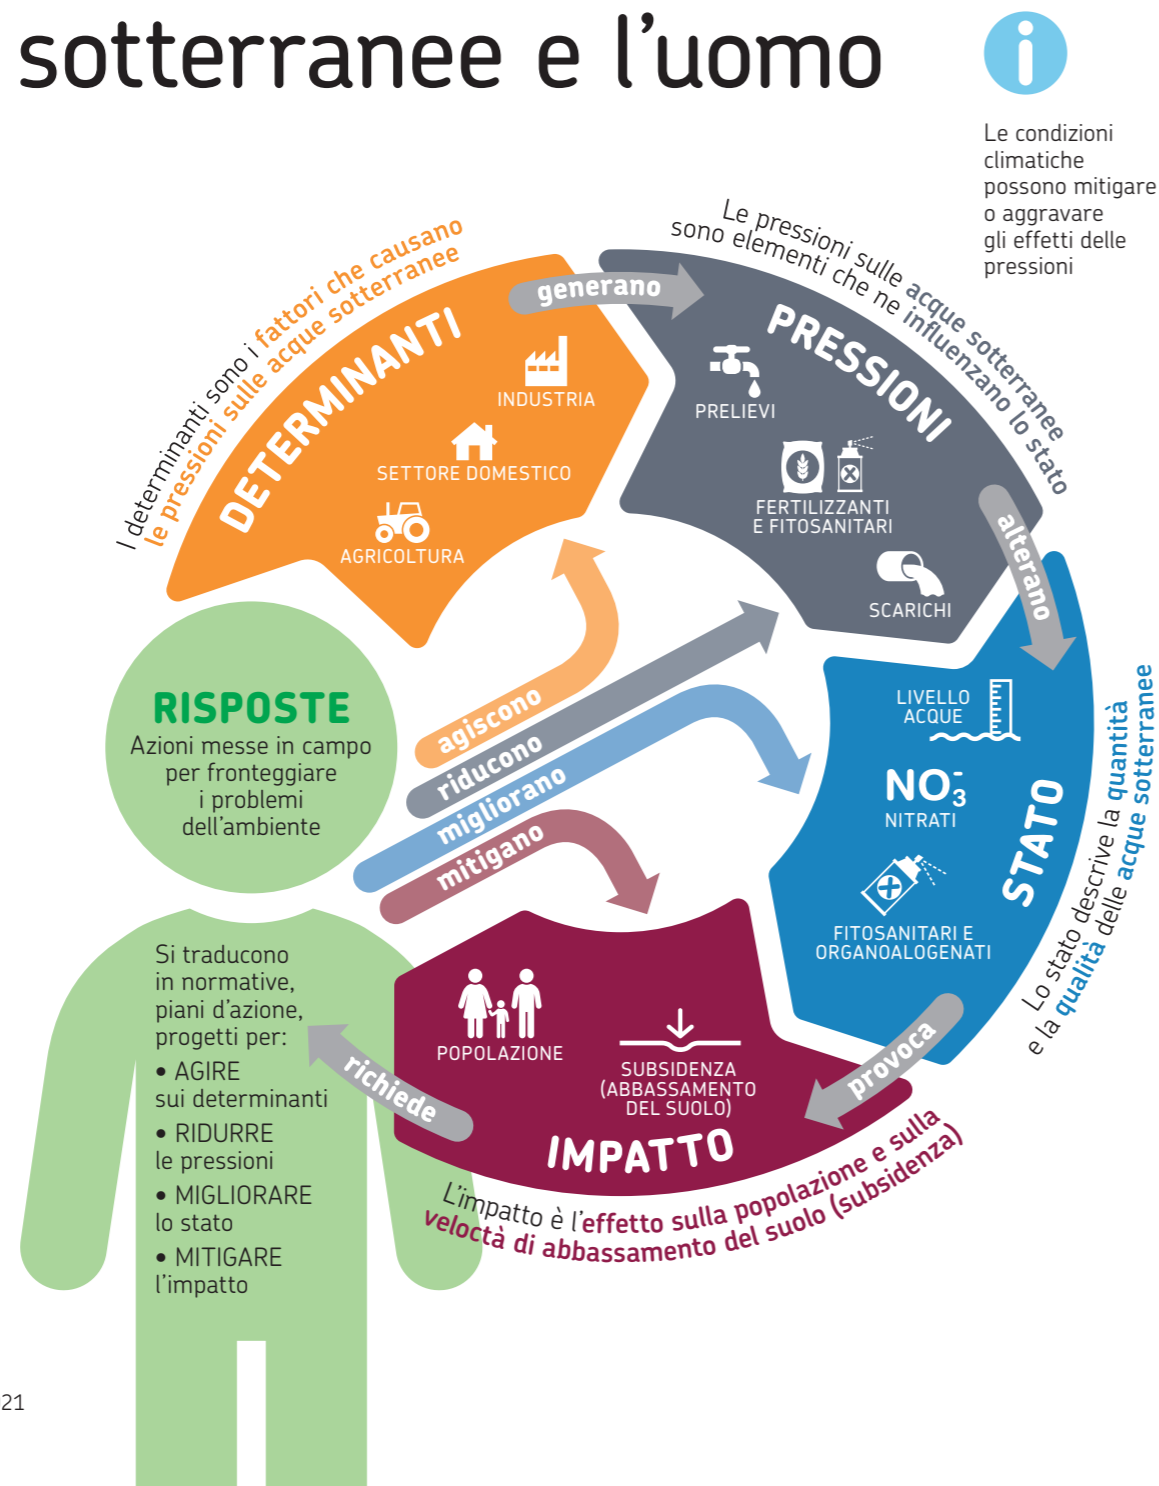 sotterranee e l'uomo
i
Le condizioni
climatiche
possono mitigare
o aggravare
gli effetti delle
pressioni
I determinanti sono i fattori che causano
le pressioni sulle acque sotterranee
DETERMINANTI
INDUSTRIA
SETTORE DOMESTICO
AGRICOLTURA
generano
Le pressioni sulle acque sotterranee
sono elementi che ne influenzano lo stato
PRESSIONI
PRELIEVI
FERTILIZZANTI
E FITOSANITARI
SCARICHI
alterano
LIVELLO
ACQUE
NO3-
NITRATI
FITOSANITARI E
ORGANOALOGENATI
STATO
Lo stato descrive la quantità
e la qualità delle acque sotterranee
provoca
POPOLAZIONE
SUBSIDENZA
(ABBASSAMENTO
DEL SUOLO)
IMPATTO
L'impatto è l'effetto sulla popolazione e sulla
veloctà di abbassamento del suolo (subsidenza)
richiede
agiscono
riducono
migliorano
mitigano
RISPOSTE
Azioni messe in campo
per fronteggiare
i problemi
dell'ambiente
Si traducono
in normative,
piani d'azione,
progetti per:
• AGIRE
sui determinanti
• RIDURRE
le pressioni
• MIGLIORARE
lo stato
• MITIGARE
l'impatto
21